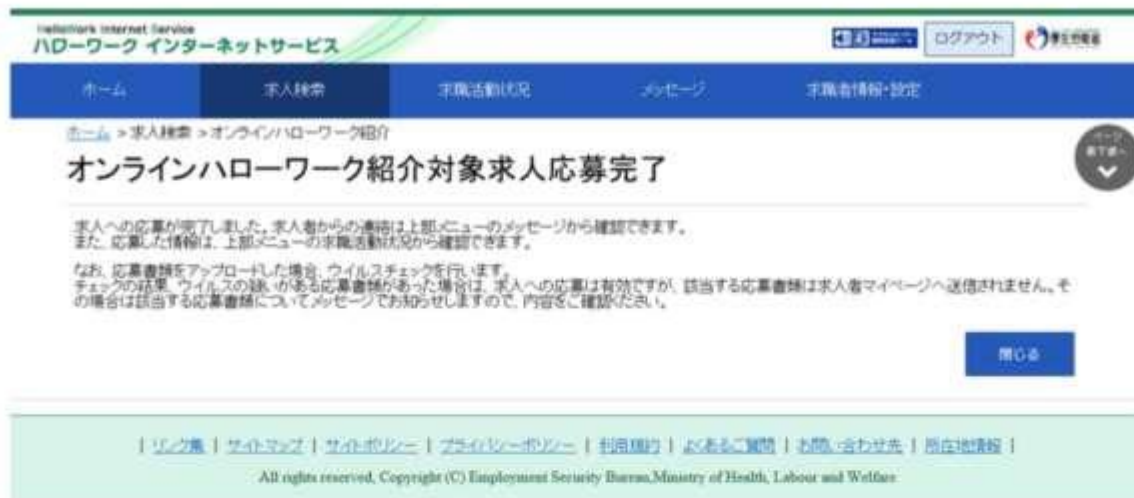 HelloWork Internet Service
ハローワーク インターネットサービス
ログアウト
厚生労働省
ホーム 求人検索 求職活動状況 メッセージ 求職者情報・設定
ホーム > 求人検索 > オンラインハローワーク紹介
オンラインハローワーク紹介対象求人応募完了
ページ
最下部へ
求人への応募が完了しました。求人者からの連絡は上部メニューのメッセージから確認できます。
また、応募した情報は、上部メニューの求職活動状況から確認できます。
なお、応募書類をアップロードした場合、ウイルスチェックを行います。
チェックの結果、ウイルスの疑いがある応募書類があった場合は、求人への応募は有効ですが、該当する応募書類は求人者マイページへ送信されません。そ
の場合は該当する応募書類についてメッセージでお知らせしますので、内容をご確認ください。
閉じる
| リンク集 | サイトマップ | サイトポリシー | プライバシーポリシー | 利用規約 | よくあるご質問 | お問い合わせ先 | 所在地情報 |
All rights reserved, Copyright (C) Employment Security Bureau,Ministry of Health, Labour and Welfare